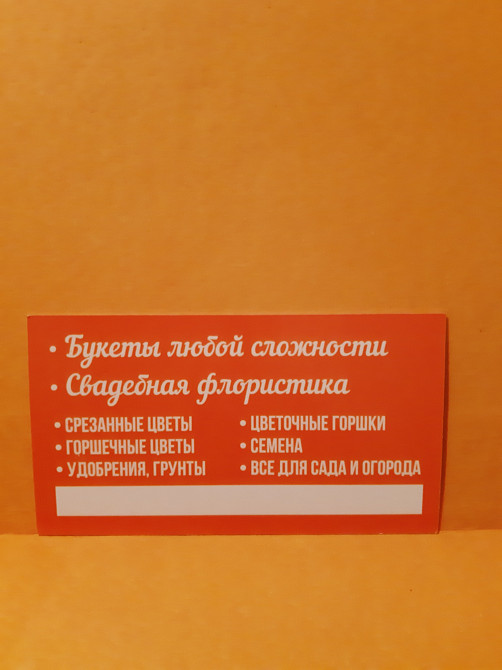 • Букеты любой сложности
• Свадебная флористика
• СРЕЗАННЫЕ ЦВЕТЫ
• ГОРШЕЧНЫЕ ЦВЕТЫ
• УДОБРЕНИЯ, ГРУНТЫ
• ЦВЕТОЧНЫЕ ГОРШКИ
• СЕМЕНА
• ВСЕ ДЛЯ САДА И ОГОРОДА